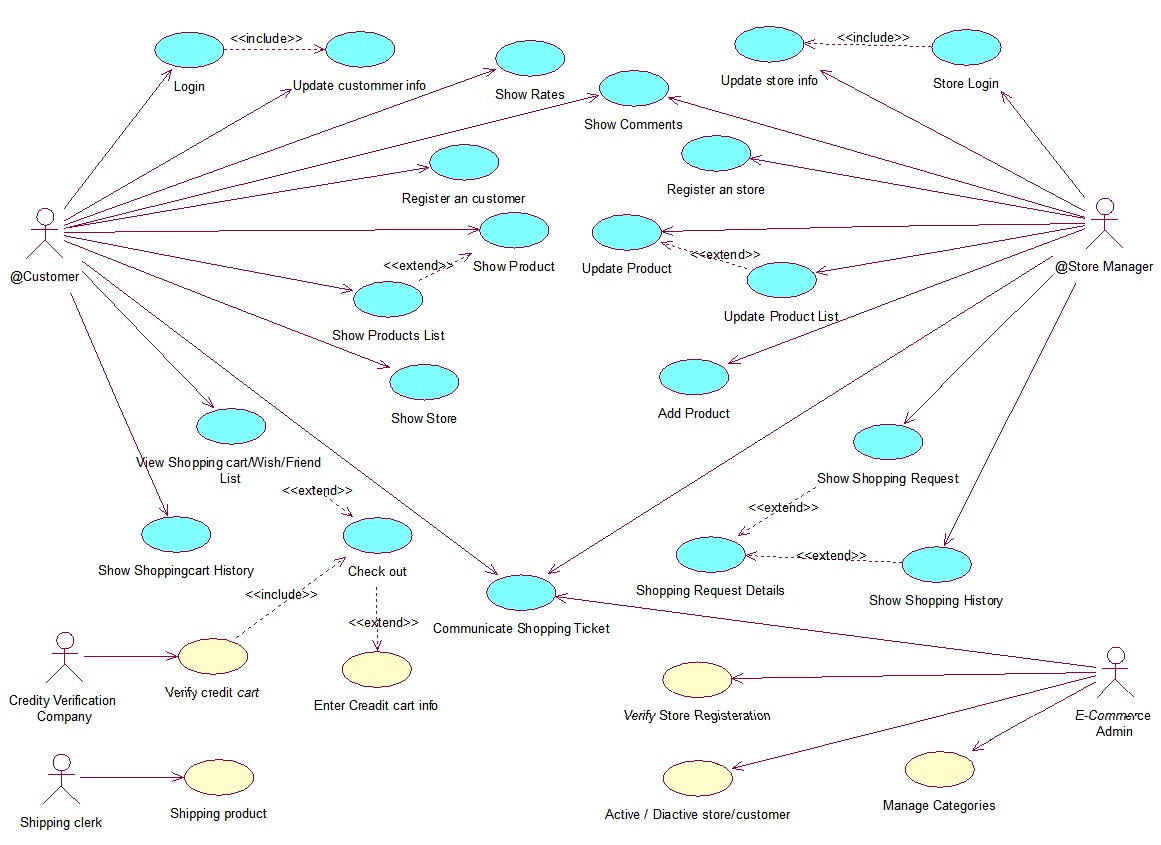 <<include>>
<<include>>
Login
Update custommer info
Show Rates
Update store info
Store Login
Show Comments
Register an customer
Register an store
@Customer
<<extend>>
Show Product
Update Product
<<extend>>
@Store Manager
Show Products List
Update Product List
Show Store
Add Product
View Shopping cart/Wish/Friend
List
<<extend>>
Show Shopping Request
<<extend>>
Show Shoppingcart History
Check out
<<extend>>
<<include>>
Shopping Request Details
Show Shopping History
<<extend>>
Communicate Shopping Ticket
Credity Verification
Company
Verify credit cart
Enter Creadit cart info
Verify Store Registeration
E-Commerce
Admin
Shipping clerk
Shipping product
Active / Diactive store/customer
Manage Categories